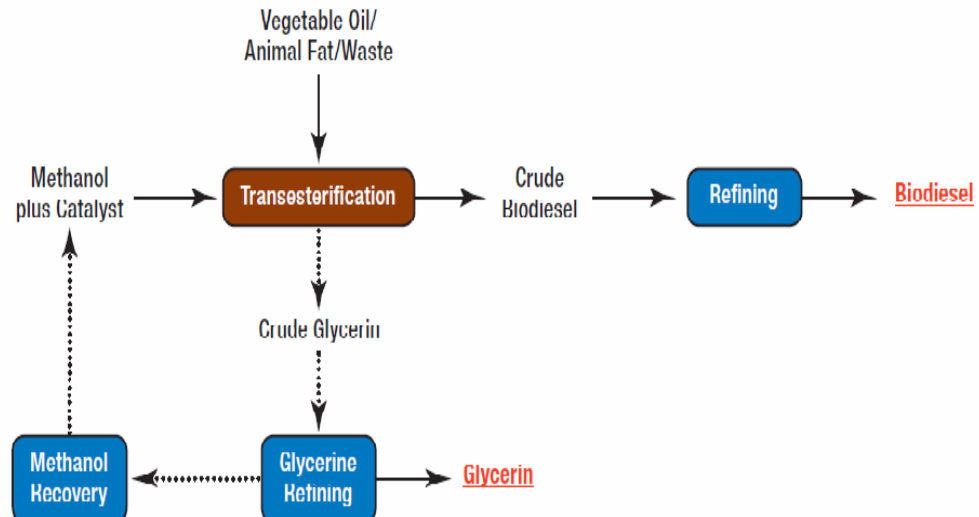 Vegetable Oil/
Animal Fat/Waste
Methanol
plus Catalyst
Transesterification
Crude
Biodiesel
Refining
Biodiesel
Crude Glycerin
Methanol
Recovery
Glycerine
Refining
Glycerin